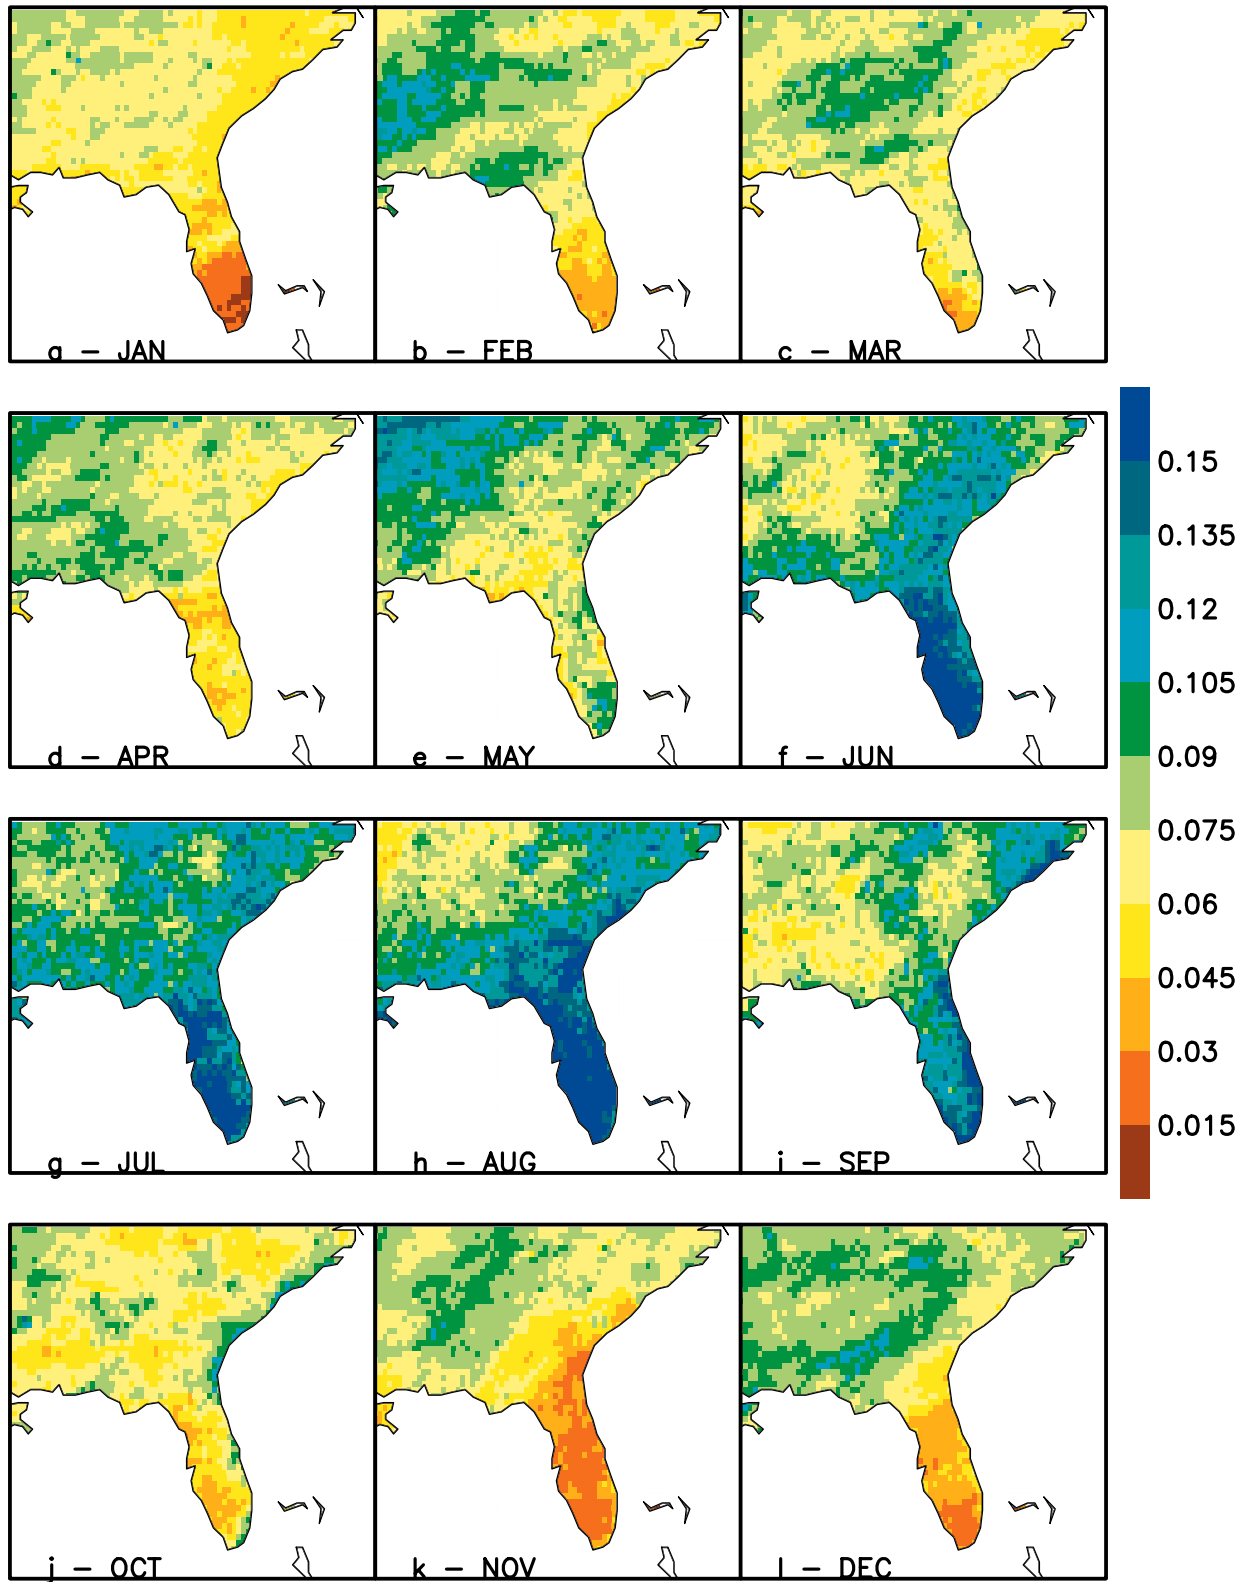 a – JAN
b – FEB
c – MAR
d – APR
e – MAY
f – JUN
g – JUL
h – AUG
i – SEP
j – OCT
k – NOV
l – DEC
0.15
0.135
0.12
0.105
0.09
0.075
0.06
0.045
0.03
0.015